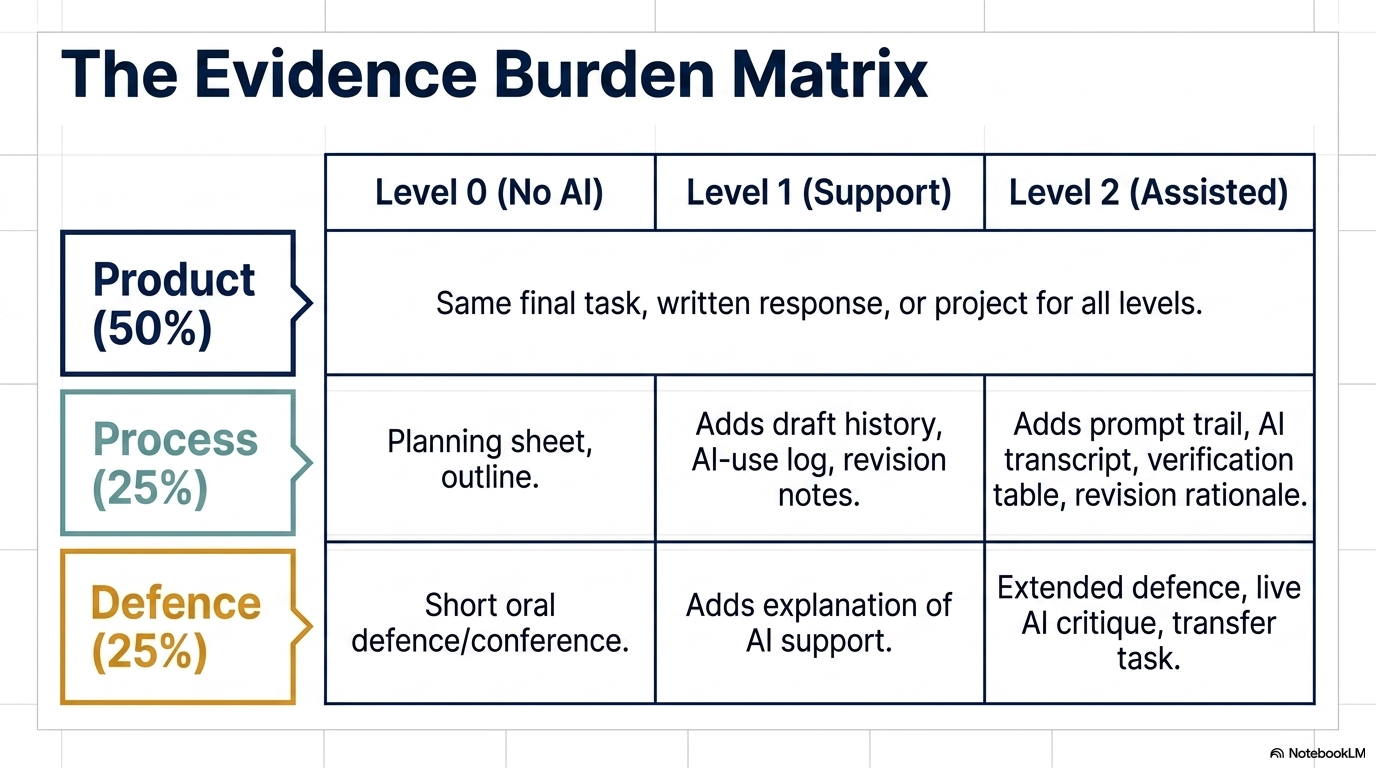 The Evidence Burden Matrix
Level 0 (No AI)
Level 1 (Support)
Level 2 (Assisted)
Product
(50%)
Same final task, written response, or project for all levels.
Process
(25%)
Planning sheet,
outline.
Adds draft history,
AI-use log, revision
notes.
Adds prompt trail, AI
transcript, verification
table, revision rationale.
Defence
(25%)
Short oral
defence/conference.
Adds explanation of
AI support.
Extended defence, live
AI critique, transfer
task.
NotebookLM